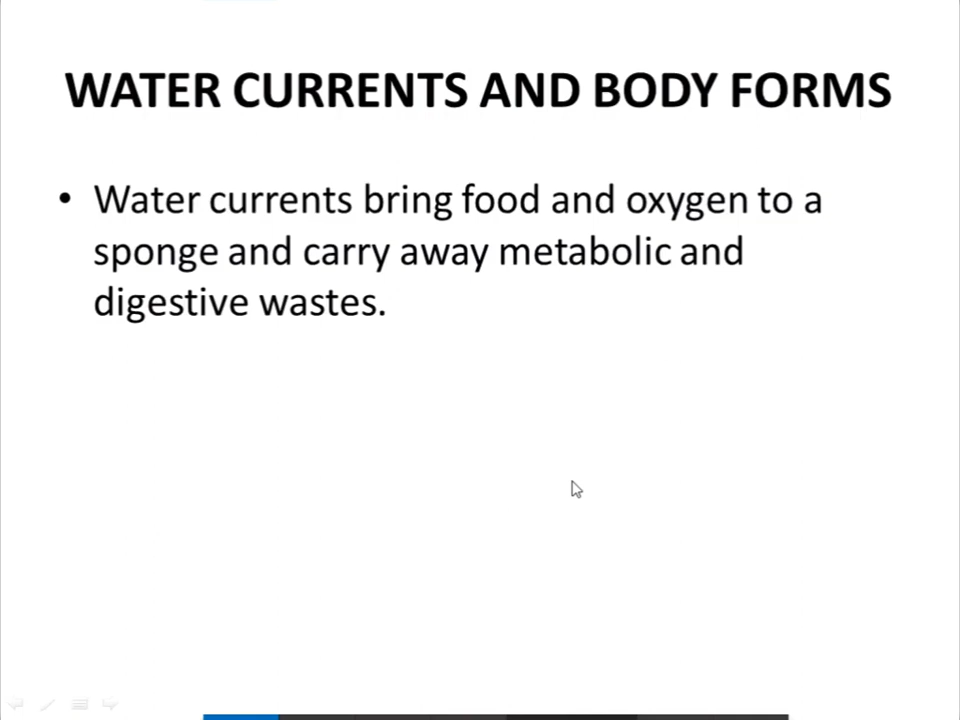 WATER CURRENTS AND BODY FORMS
• Water currents bring food and oxygen to a
sponge and carry away metabolic and
digestive wastes.